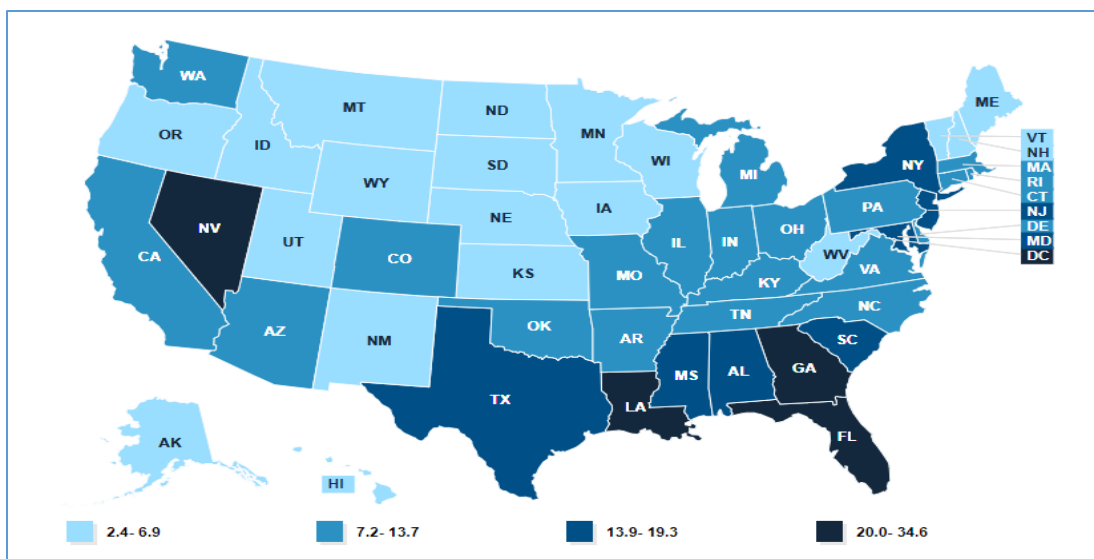 WA
MT
ND
MN
ME
VT
NH
OR
ID
SD
WI
MI
NY
MA
RI
CT
WY
IA
PA
NJ
NE
DE
NV
UT
IL
IN
OH
MD
WV
DC
CA
CO
KS
MO
KY
VA
NC
TN
AZ
NM
OK
AR
SC
TX
MS
AL
GA
LA
FL
AK
HI
2.4- 6.9
7.2- 13.7
13.9- 19.3
20.0- 34.6